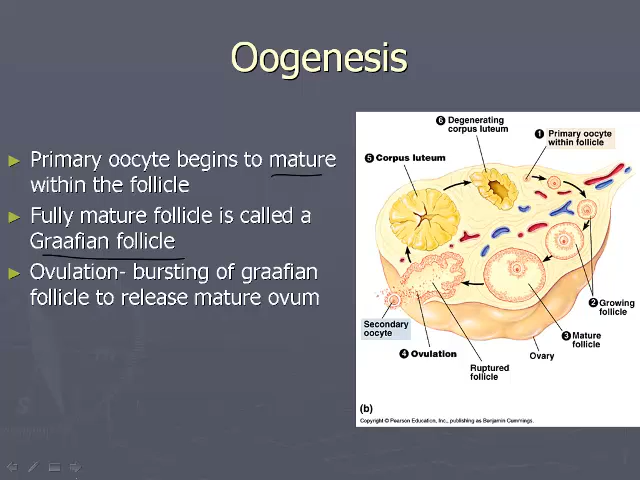 Oogenesis
► Primary oocyte begins to mature
within the follicle
► Fully mature follicle is called a
Graafian follicle
► Ovulation- bursting of graafian
follicle to release mature ovum
6 Degenerating
corpus luteum
1 Primary oocyte
within follicle
5 Corpus luteum
2 Growing
follicle
Secondary
oocyte
3 Mature
follicle
4 Ovulation
Ovary
Ruptured
follicle
(b)
Copyright © Pearson Education, Inc., publishing as Benjamin Cummings.